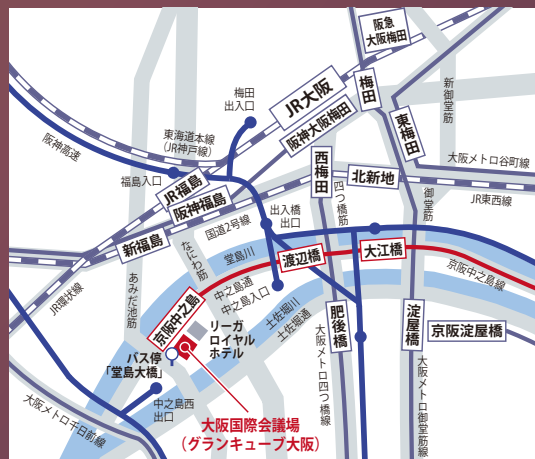 阪急
大阪梅田
梅田
出入口
JR大阪
梅田
新御堂筋
東海道本線
（JR神戸線）
阪神大阪梅田
東梅田
阪神高速
福島入口
西梅田
大阪メトロ谷町線
JR福島
北新地
阪神福島
四つ橋筋
御堂筋
JR東西線
出入橋
出口
新福島
国道2号線
なにわ筋
堂島川
渡辺橋
大江橋
あみだ池筋
中之島通
中之島入口
京阪中之島線
JR環状線
京阪中之島
土佐堀川
土佐堀通
リーガ
ロイヤル
ホテル
肥後橋
淀屋橋
京阪淀屋橋
バス停
「堂島大橋」
大阪メトロ四つ橋線
大阪メトロ御堂筋線
中之島西
出口
大阪メトロ千日前線
大阪国際会議場
（グランキューブ大阪）